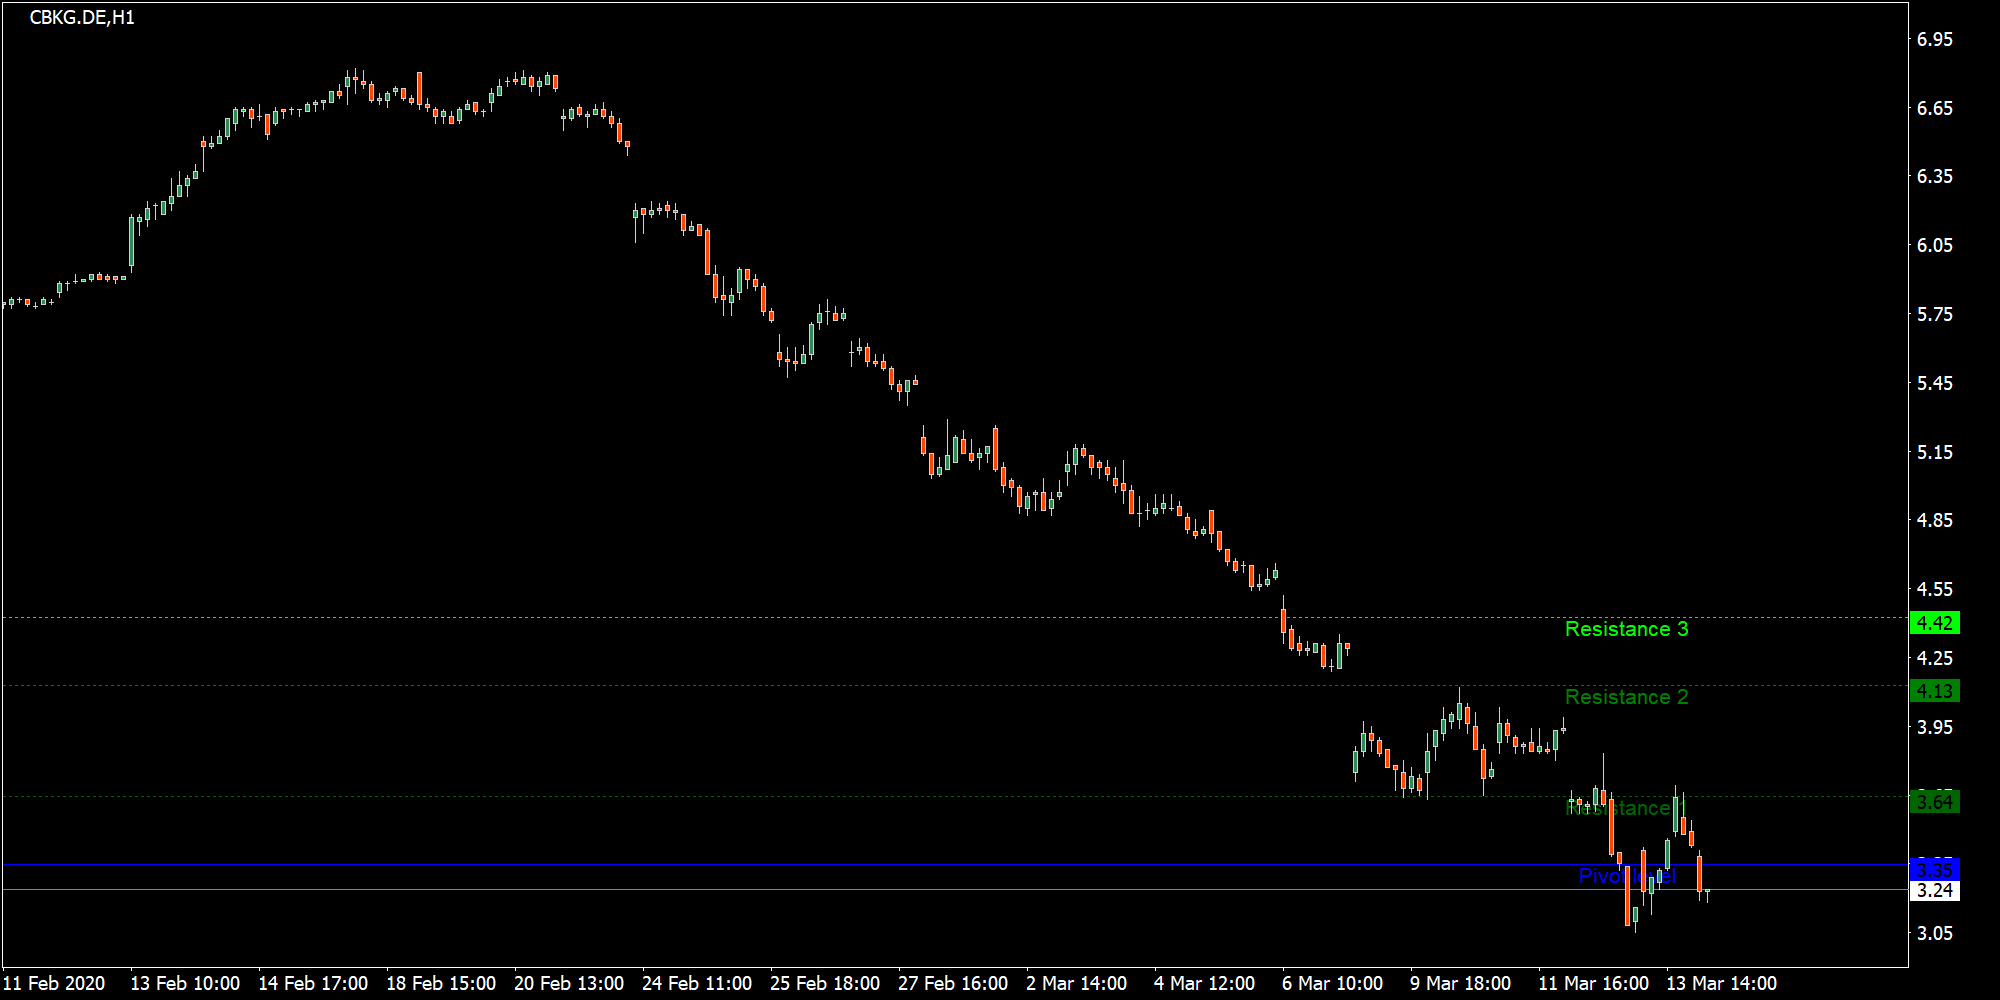 CBKG.DE,H1
6.95
6.65
6.35
6.05
5.75
5.45
5.15
4.85
4.55
Resistance 3
4.42
4.25
Resistance 2
4.13
3.95
Resistance 1
3.64
Pivot level
3.35
3.24
3.05
11 Feb 2020 13 Feb 10:00 14 Feb 17:00 18 Feb 15:00 20 Feb 13:00 24 Feb 11:00 25 Feb 18:00 27 Feb 16:00 2 Mar 14:00 4 Mar 12:00 6 Mar 10:00 9 Mar 18:00 11 Mar 16:00 13 Mar 14:00